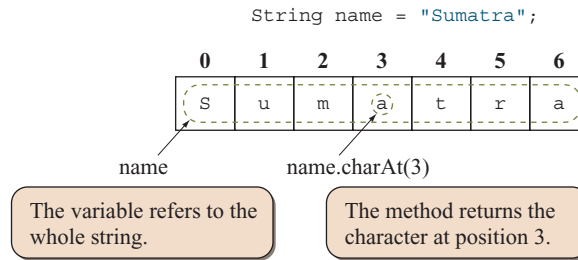 String name = "Sumatra";
0 1 2 3 4 5 6
S u m a t r a
name name.charAt(3)
The variable refers to the
whole string.
The method returns the
character at position 3.